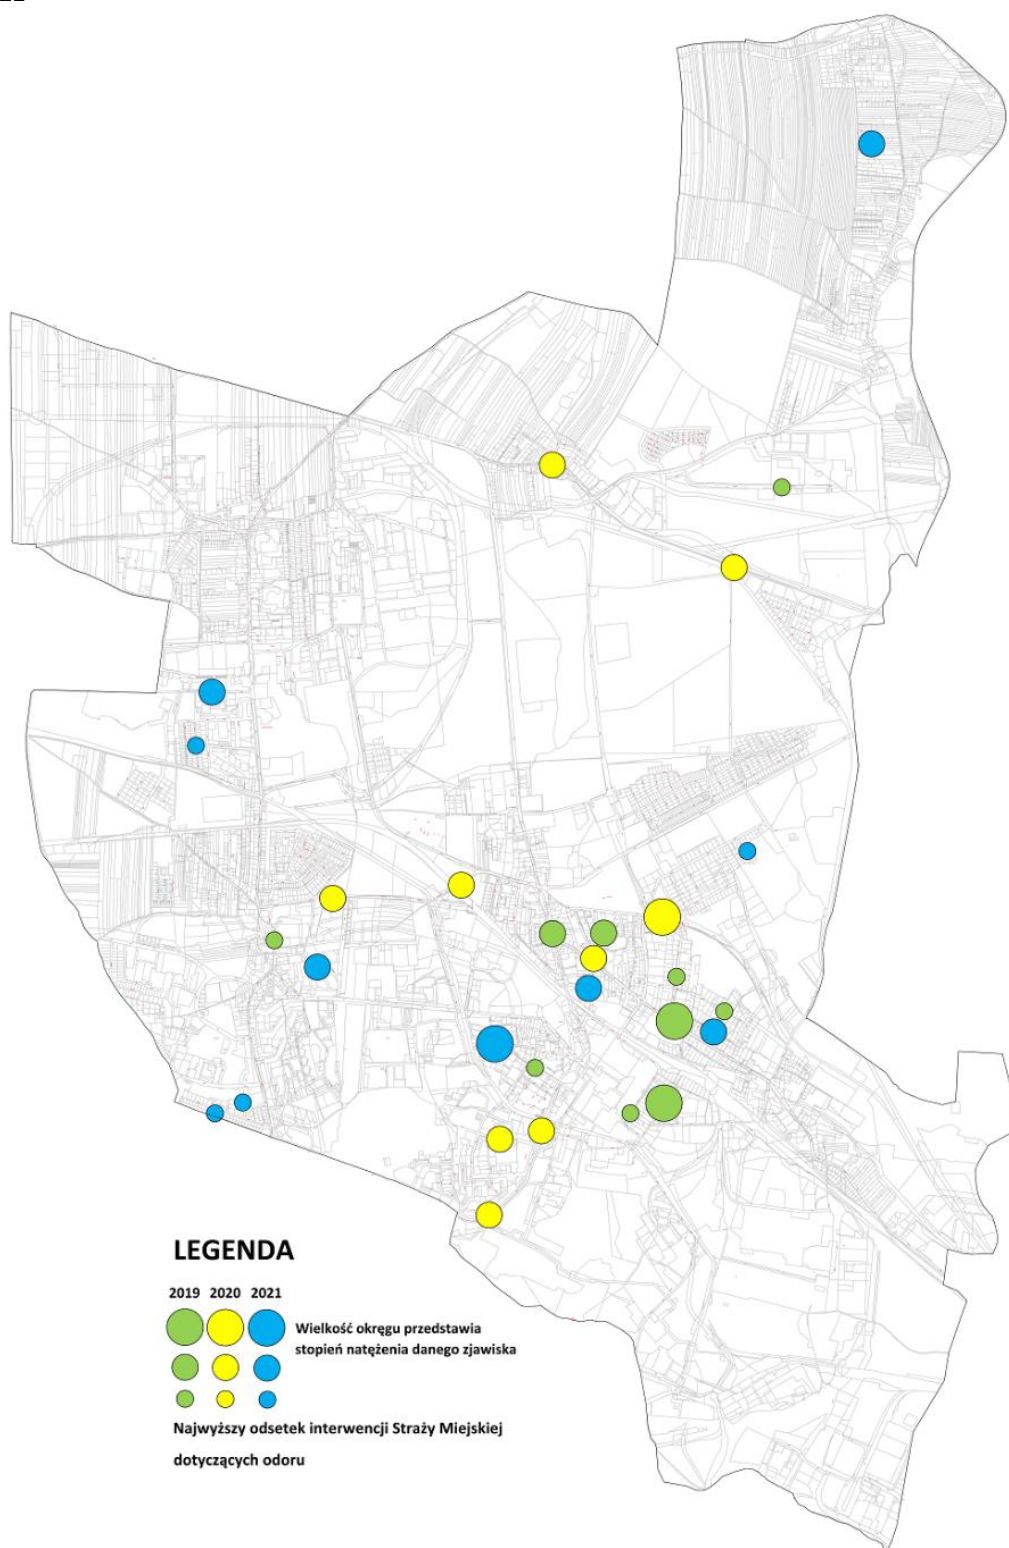 LEGENDA
2019 2020 2021
Wielkość okręgu przedstawia
stopień natężenia danego zjawiska
Najwyższy odsetek interwencji Straży Miejskiej
dotyczących odoru